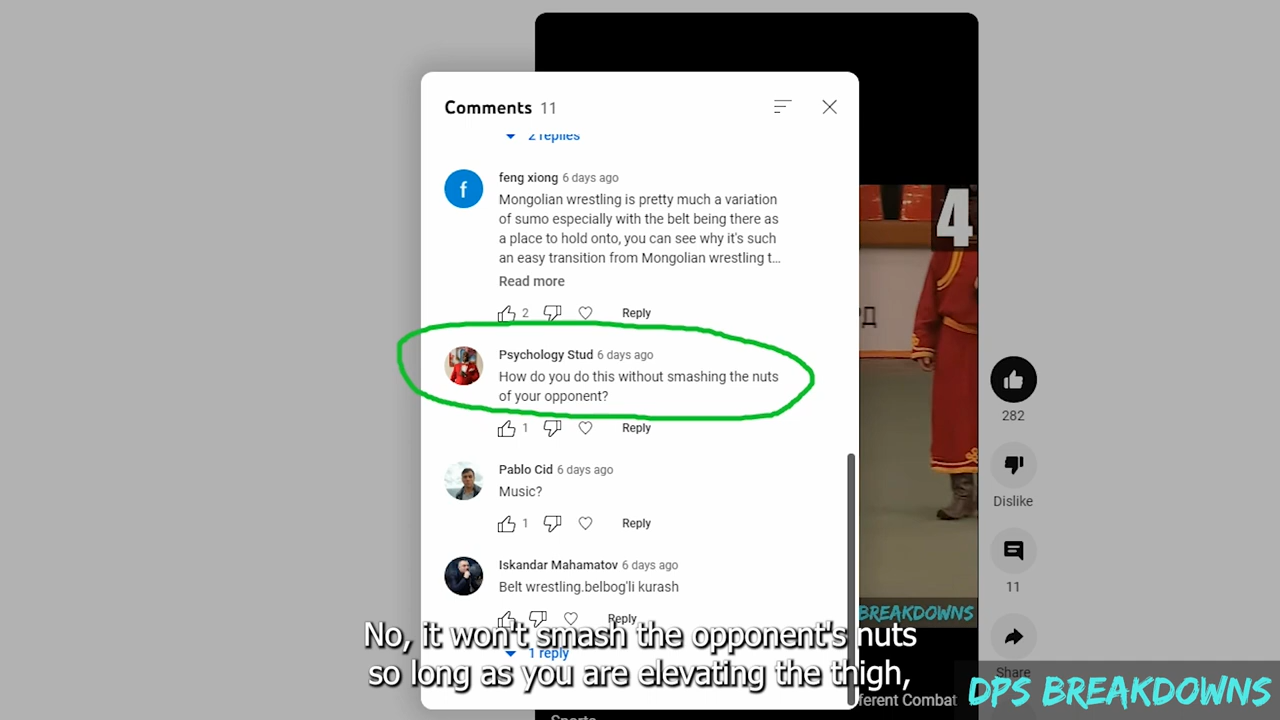 Comments 11
2 replies
feng xiong 6 days ago
Mongolian wrestling is pretty much a variation
of sumo especially with the belt being there as
a place to hold onto, you can see why it's such
an easy transition from Mongolian wrestling t...
Read more
2 Reply
4
Psychology Stud 6 days ago
How do you do this without smashing the nuts
of your opponent?
1 Reply
282
Pablo Cid 6 days ago
Music?
1 Reply
Dislike
Iskandar Mahamatov 6 days ago
Belt wrestling.belbog'li kurash
11
Reply
BREAKDOWNS
No, it won't smash the opponent's nuts
1 reply
so long as you are elevating the thigh,
Share
ferent Combat
DPS BREAKDOWNS
Sports